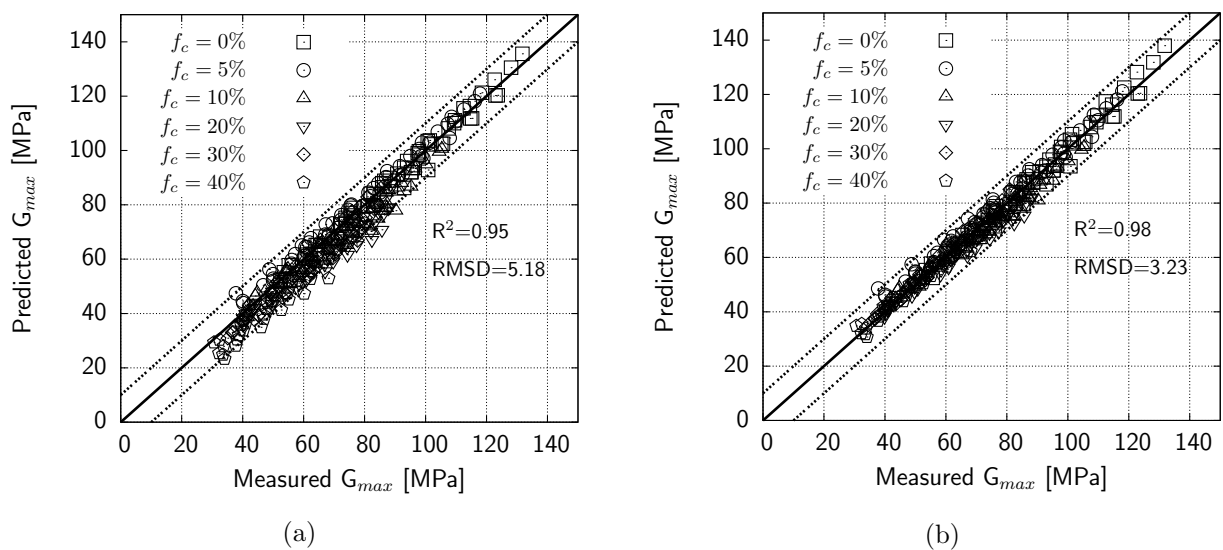 Predicted G_max [MPa]
140
120
100
80
60
40
20
0
f_c = 0%
f_c = 5%
f_c = 10%
f_c = 20%
f_c = 30%
f_c = 40%
R²=0.95
RMSD=5.18
0 20 40 60 80 100 120 140
Measured G_max [MPa]
(a)
Predicted G_max [MPa]
140
120
100
80
60
40
20
0
f_c = 0%
f_c = 5%
f_c = 10%
f_c = 20%
f_c = 30%
f_c = 40%
R²=0.98
RMSD=3.23
0 20 40 60 80 100 120 140
Measured G_max [MPa]
(b)